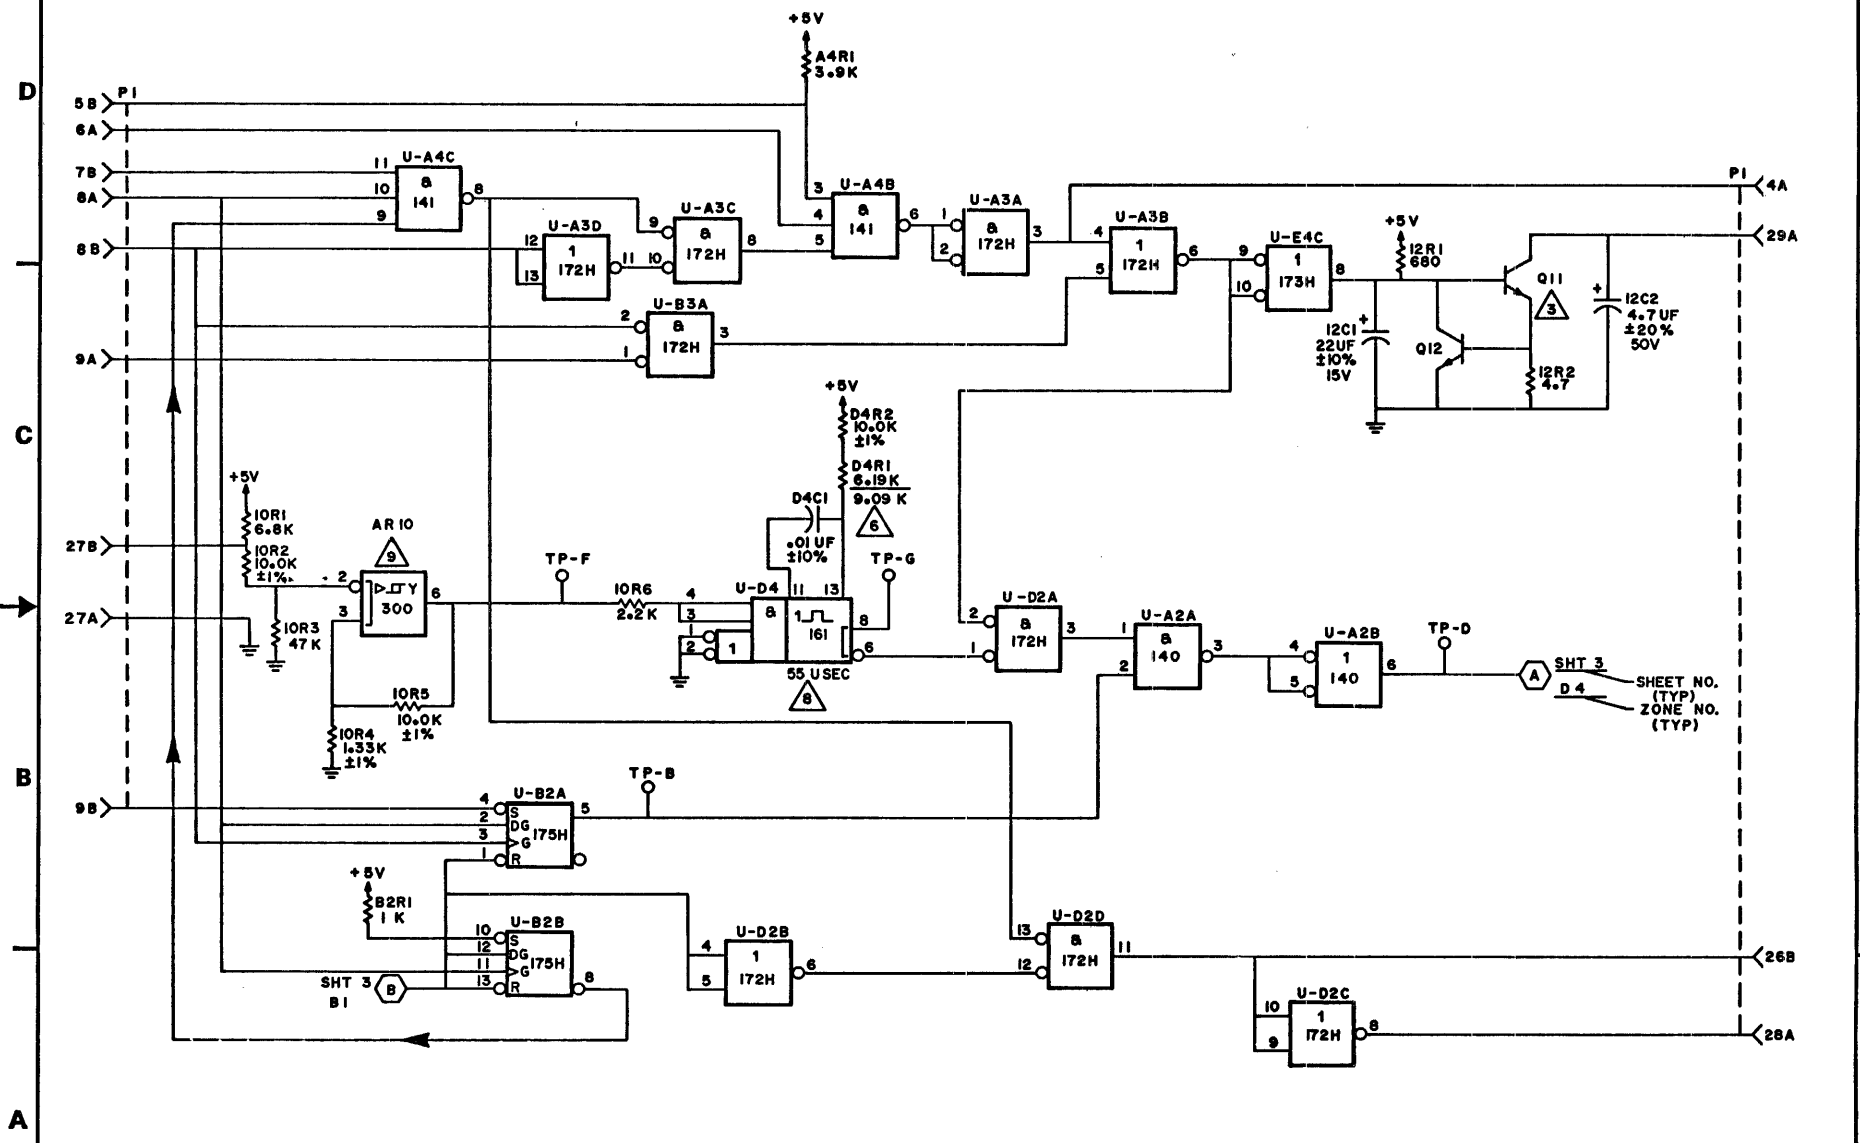 +5V
A4R1
3.9K
D
5B
P1
6A
7B
8A
8B
9A
11
10
9
U-A4C
&
141
8
U-A3D
12
13
1
172H
11
U-A3C
9
10
&
172H
8
U-B3A
2
1
&
172H
3
U-A4B
3
4
5
&
141
6
U-A3A
1
2
&
172H
3
U-A3B
4
5
1
172H
6
U-E4C
9
10
1
173H
8
P1
4A
29A
+5V
12R1
680
Q11
3
Q12
12C1
22UF
±10%
15V
+
12R2
4.7
+
12C2
4.7UF
±20%
50V
C
+5V
10R1
6.8K
27B
10R2
10.0K
±1%
27A
10R3
47K
AR10
9
2
3
300
Y
6
10R5
10.0K
±1%
10R4
1.33K
±1%
TP-F
10R6
2.2K
+5V
D4R2
10.0K
±1%
D4R1
6.19K
9.09K
6
D4C1
.01UF
±10%
TP-G
U-D4
11
13
4
3
1
2
&
1
1
161
8
6
55 USEC
8
U-D2A
2
1
&
172H
3
U-A2A
1
2
&
140
3
U-A2B
4
5
1
140
6
TP-D
A
SHT 3
D4
SHEET NO.
(TYP)
ZONE NO.
(TYP)
B
9B
U-B2A
4
2
3
1
S
DG
G
R
175H
5
TP-B
+5V
B2R1
1K
U-B2B
10
12
11
13
S
DG
G
R
175H
8
SHT 3
B1
B
U-D2B
4
5
1
172H
6
U-D2D
13
12
&
172H
11
26B
U-D2C
10
9
1
172H
8
28A
A